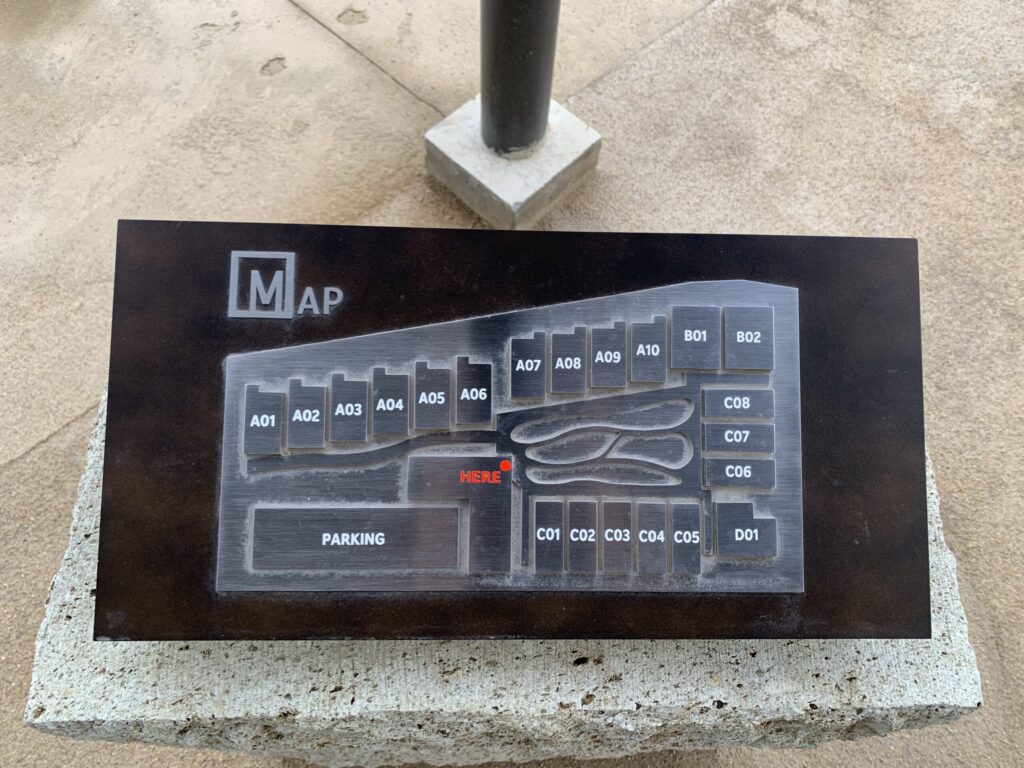 MAP
A01
A02
A03
A04
A05
A06
A07
A08
A09
A10
B01
B02
C08
C07
C06
HERE
PARKING
C01
C02
C03
C04
C05
D01